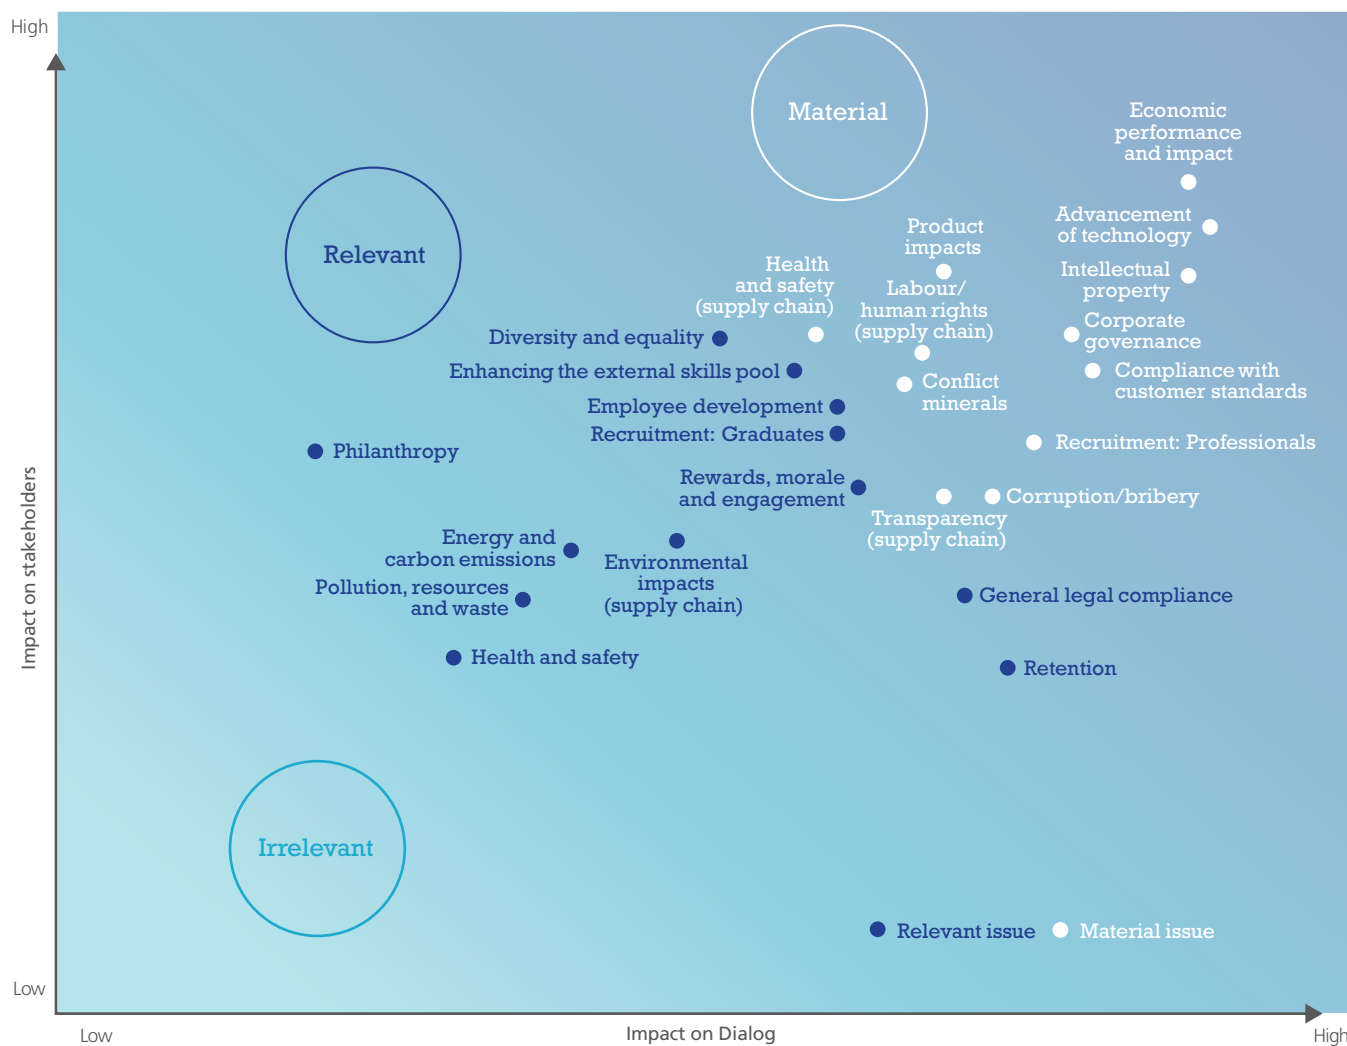 High
Material
Economic
performance
and impact
Relevant
Advancement
of technology
Product
impacts
Intellectual
property
Health
and safety
(supply chain)
Labour/
human rights
(supply chain)
Corporate
governance
Diversity and equality
Enhancing the external skills pool
Compliance with
customer standards
Conflict
minerals
Employee development
Recruitment: Graduates
Recruitment: Professionals
Philanthropy
Rewards, morale
and engagement
Corruption/bribery
Transparency
(supply chain)
Energy and
carbon emissions
Environmental
impacts
(supply chain)
Pollution, resources
and waste
General legal compliance
Health and safety
Retention
Impact on stakeholders
Irrelevant
Relevant issue
Material issue
Low
Low
Impact on Dialog
High